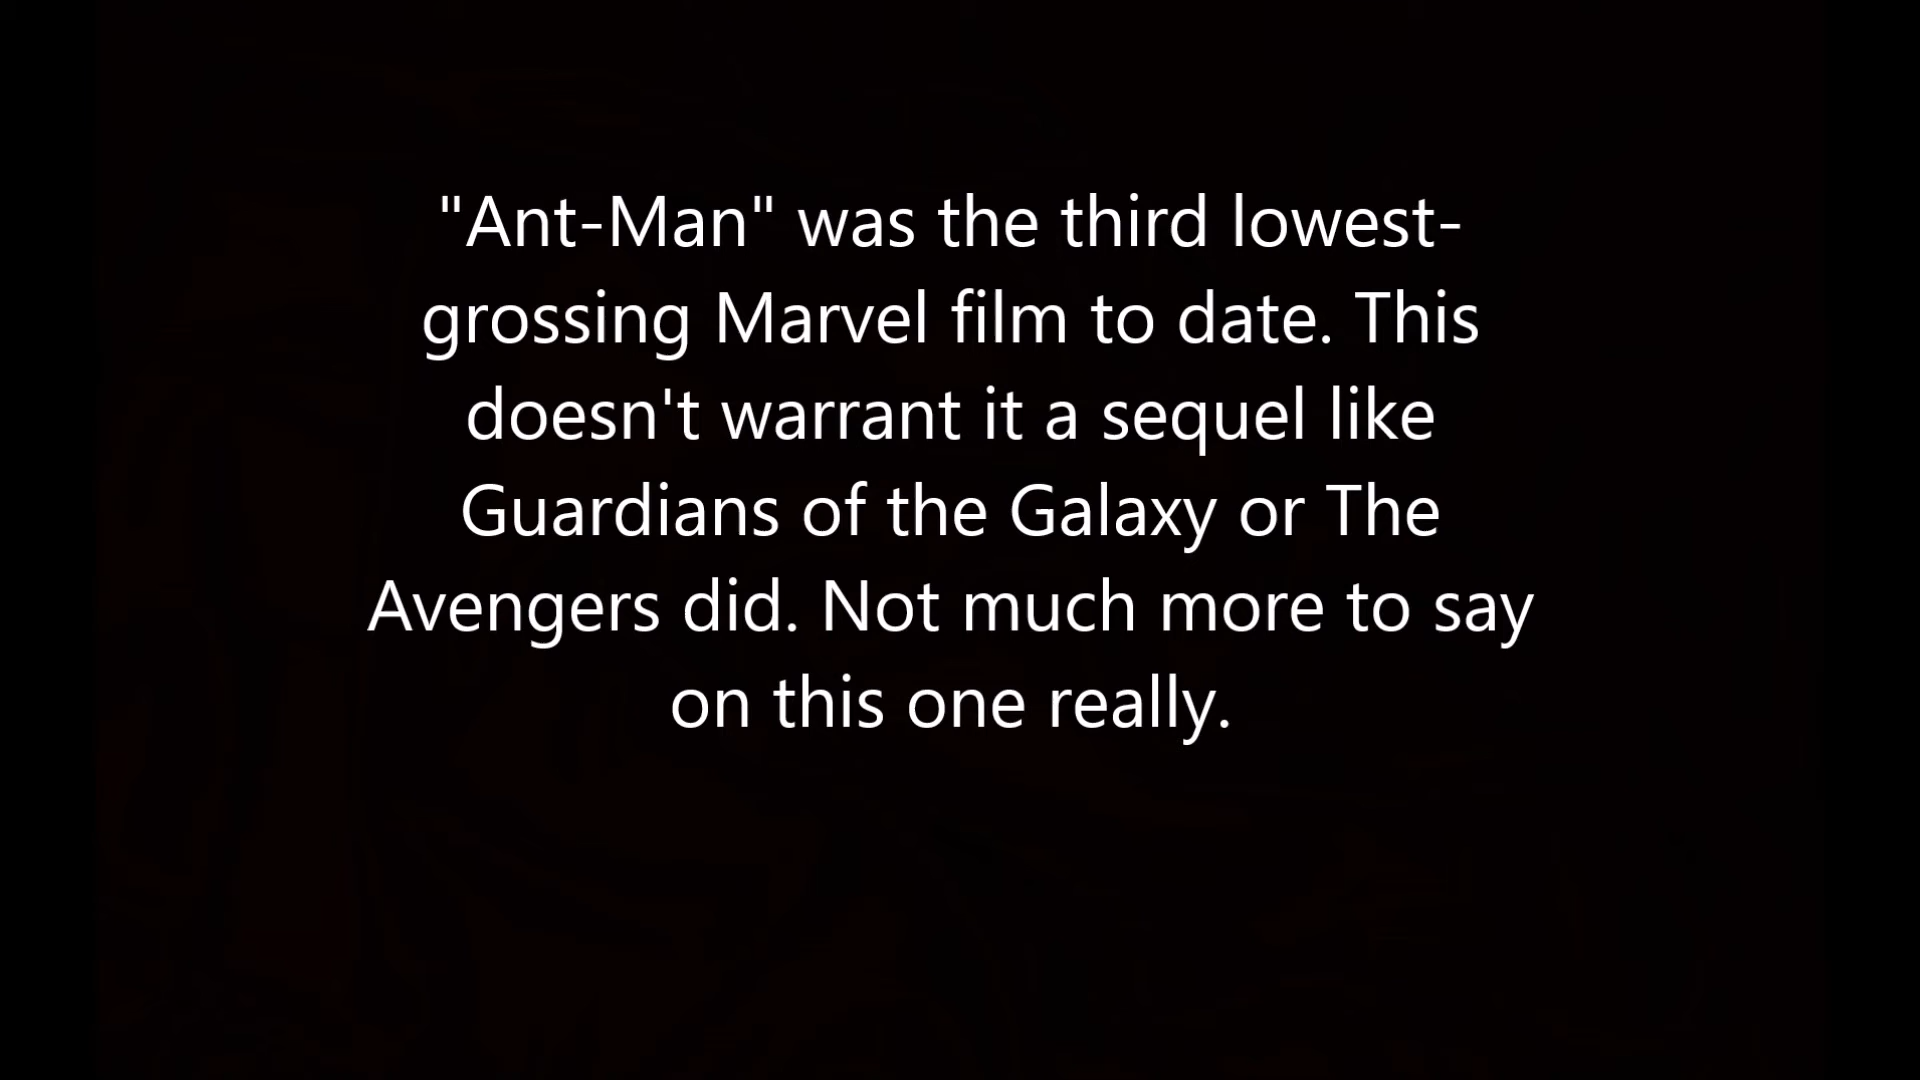 "Ant-Man" was the third lowest-
grossing Marvel film to date. This
doesn't warrant it a sequel like
Guardians of the Galaxy or The
Avengers did. Not much more to say
on this one really.